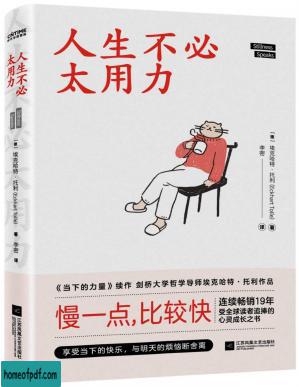 人生不必
太用力
Stillness
Speaks
[德] 埃克哈特·托利 (Eckhart Tolle) 著
李密 译
《当下的力量》续作 剑桥大学哲学导师埃克哈特·托利作品
慢一点,比较快
连续畅销19年
受全球读者追捧的
心灵成长之书
享受当下的快乐,与明天的烦恼断舍离
江苏凤凰文艺出版社
人生不必
太用力
homeofpdf.com